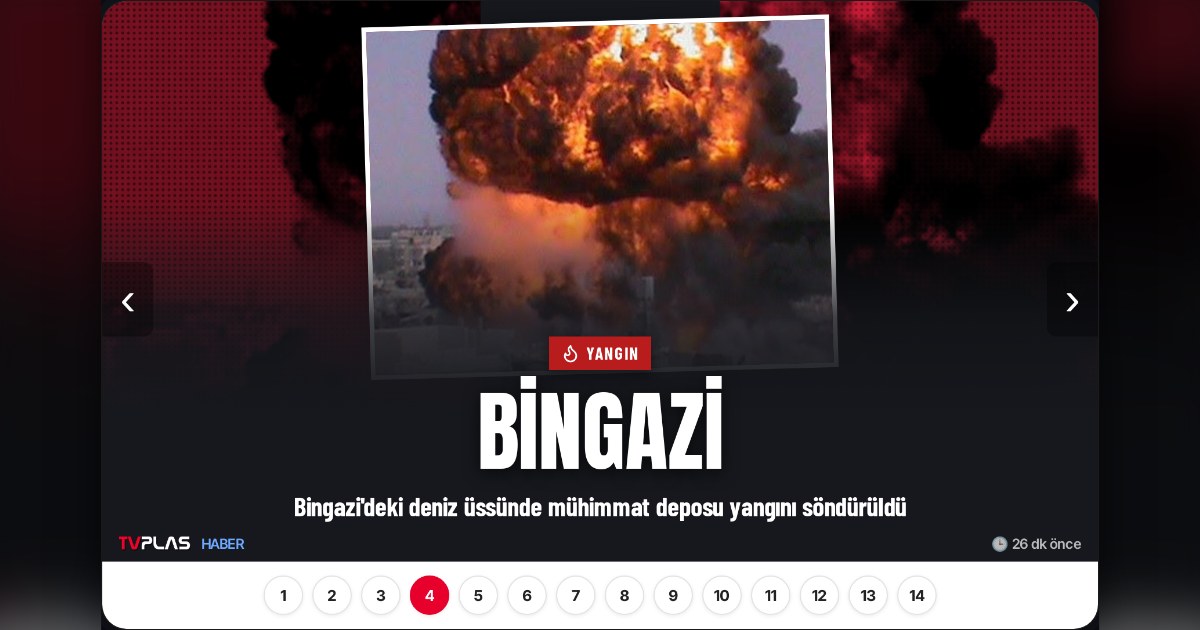 YANGIN
BİNGAZİ
Bingazi'deki deniz üssünde mühimmat deposu yangını söndürüldü
TVPLAS HABER
26 dk önce
1 2 3 4 5 6 7 8 9 10 11 12 13 14